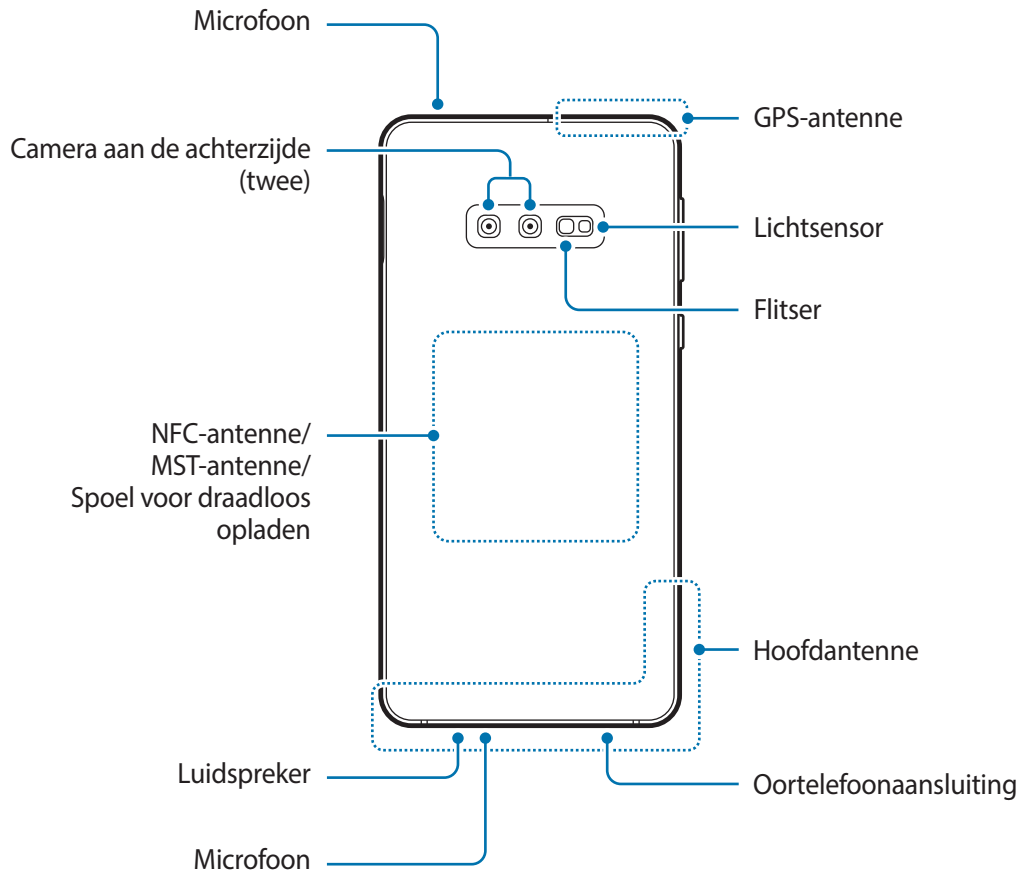 Microfoon
GPS-antenne
Camera aan de achterzijde
(twee)
Lichtsensor
Flitser
NFC-antenne/
MST-antenne/
Spoel voor draadloos
opladen
Hoofdantenne
Luidspreker
Oortelefoonaansluiting
Microfoon